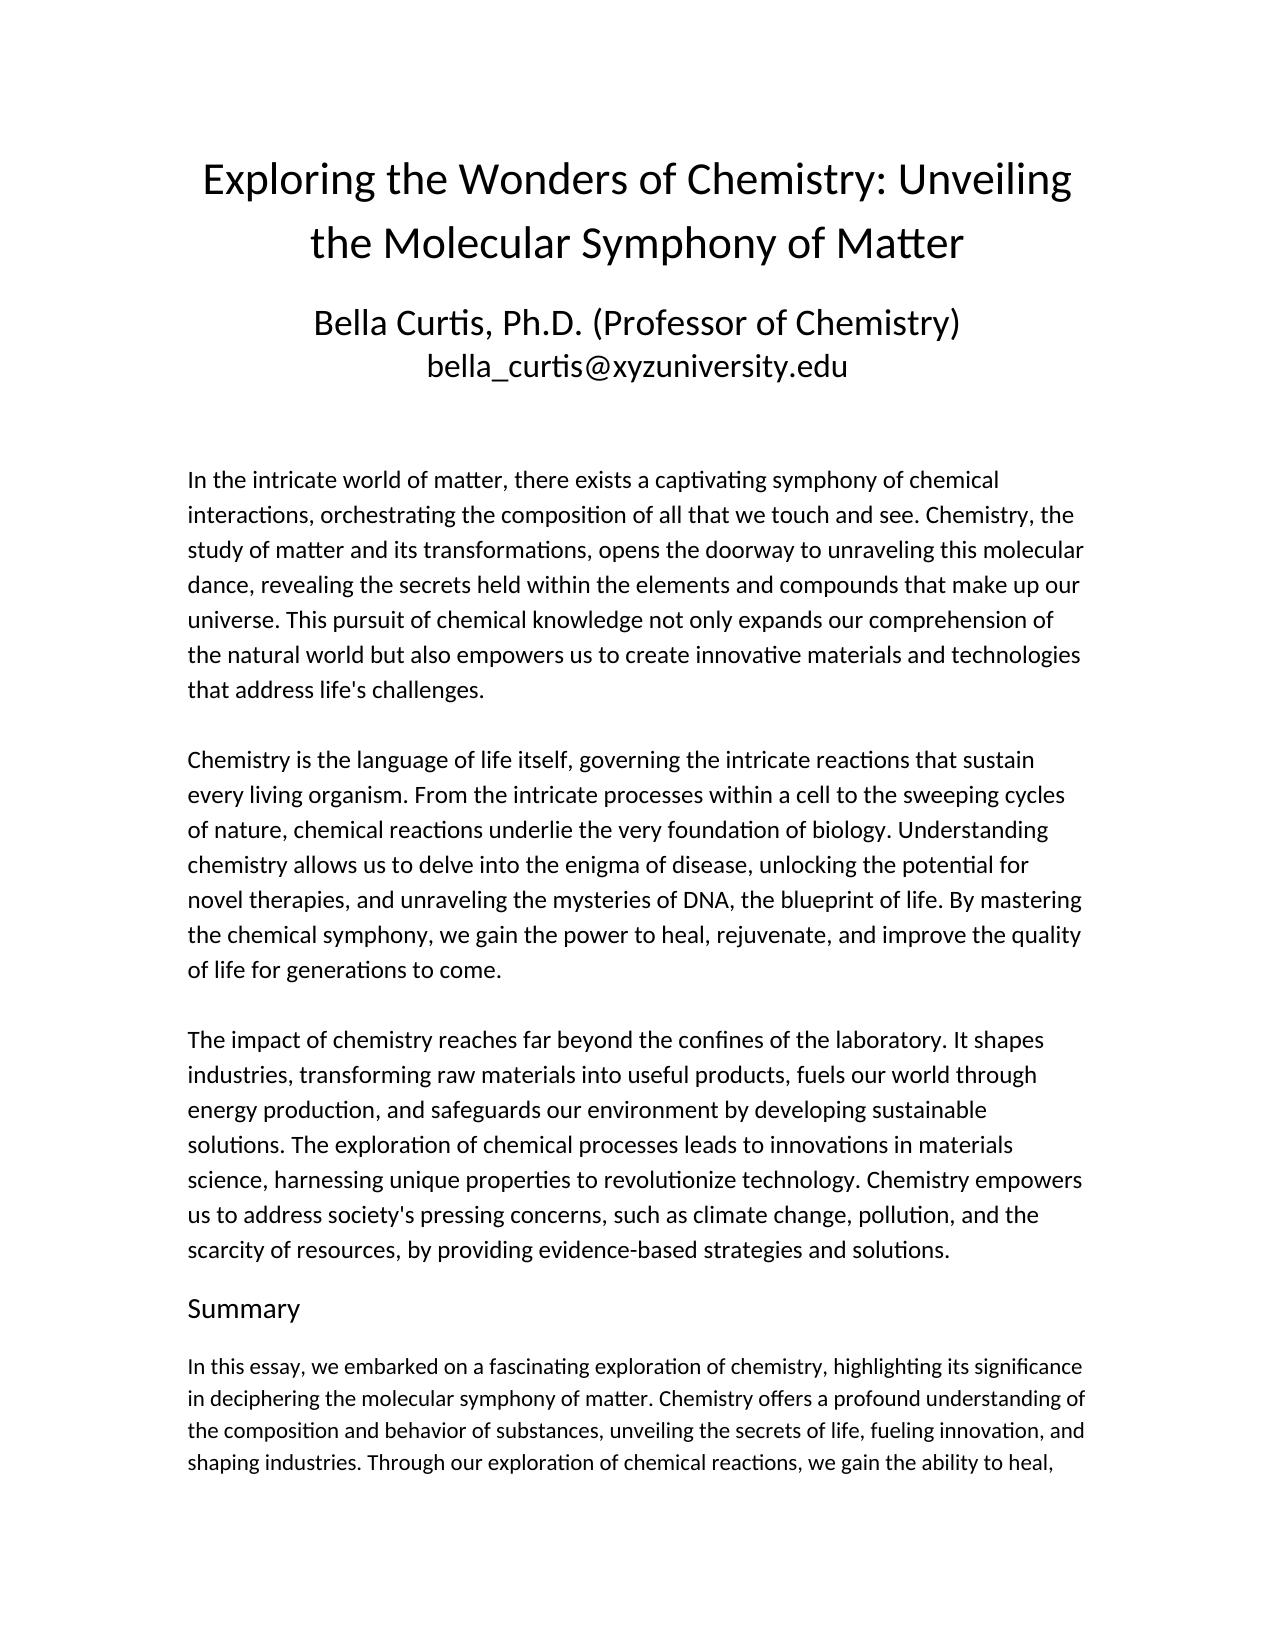 Exploring the Wonders of Chemistry: Unveiling
the Molecular Symphony of Matter
Bella Curtis, Ph.D. (Professor of Chemistry)
bella_curtis@xyzuniversity.edu
In the intricate world of matter, there exists a captivating symphony of chemical
interactions, orchestrating the composition of all that we touch and see. Chemistry, the
study of matter and its transformations, opens the doorway to unraveling this molecular
dance, revealing the secrets held within the elements and compounds that make up our
universe. This pursuit of chemical knowledge not only expands our comprehension of
the natural world but also empowers us to create innovative materials and technologies
that address life's challenges.
Chemistry is the language of life itself, governing the intricate reactions that sustain
every living organism. From the intricate processes within a cell to the sweeping cycles
of nature, chemical reactions underlie the very foundation of biology. Understanding
chemistry allows us to delve into the enigma of disease, unlocking the potential for
novel therapies, and unraveling the mysteries of DNA, the blueprint of life. By mastering
the chemical symphony, we gain the power to heal, rejuvenate, and improve the quality
of life for generations to come.
The impact of chemistry reaches far beyond the confines of the laboratory. It shapes
industries, transforming raw materials into useful products, fuels our world through
energy production, and safeguards our environment by developing sustainable
solutions. The exploration of chemical processes leads to innovations in materials
science, harnessing unique properties to revolutionize technology. Chemistry empowers
us to address society's pressing concerns, such as climate change, pollution, and the
scarcity of resources, by providing evidence-based strategies and solutions.
Summary
In this essay, we embarked on a fascinating exploration of chemistry, highlighting its significance
in deciphering the molecular symphony of matter. Chemistry offers a profound understanding of
the composition and behavior of substances, unveiling the secrets of life, fueling innovation, and
shaping industries. Through our exploration of chemical reactions, we gain the ability to heal,